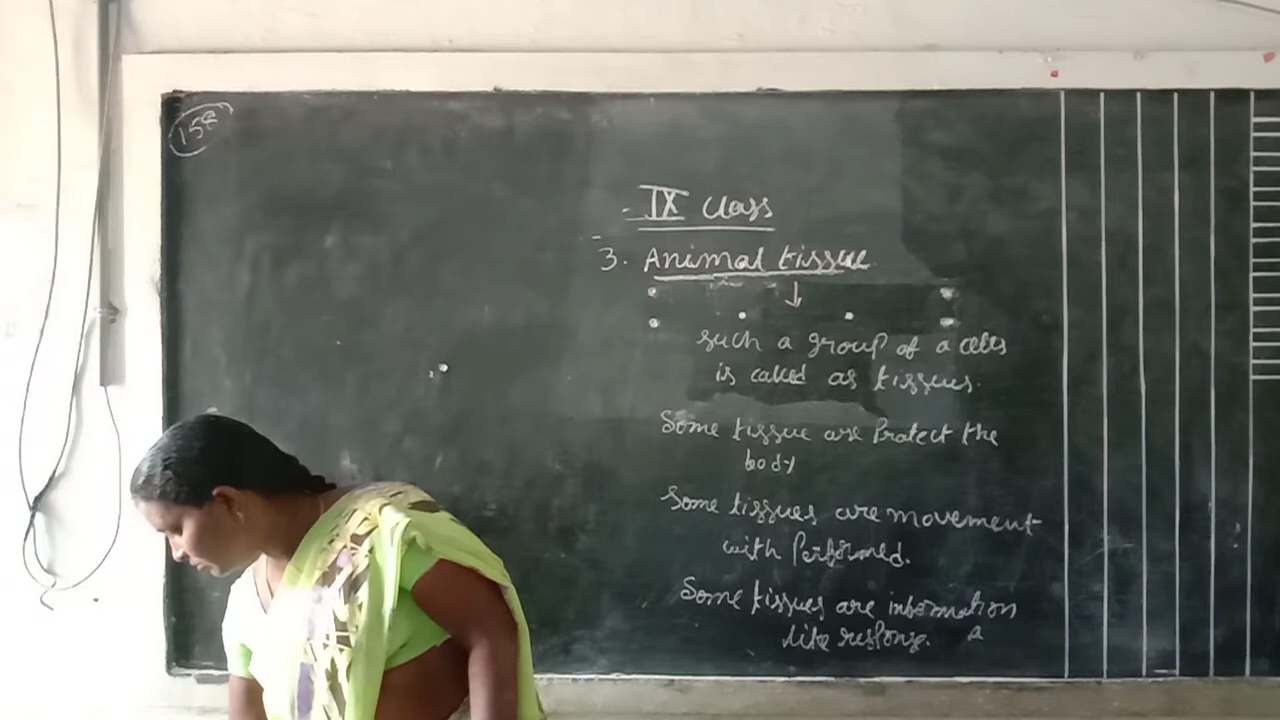 IX Class
3. Animal tissue
↓
such a group of a cells
is called as tissues.
Some tissue are Protect the
body
Some tissues are movement
with Performed.
Some tissues are information
like response.